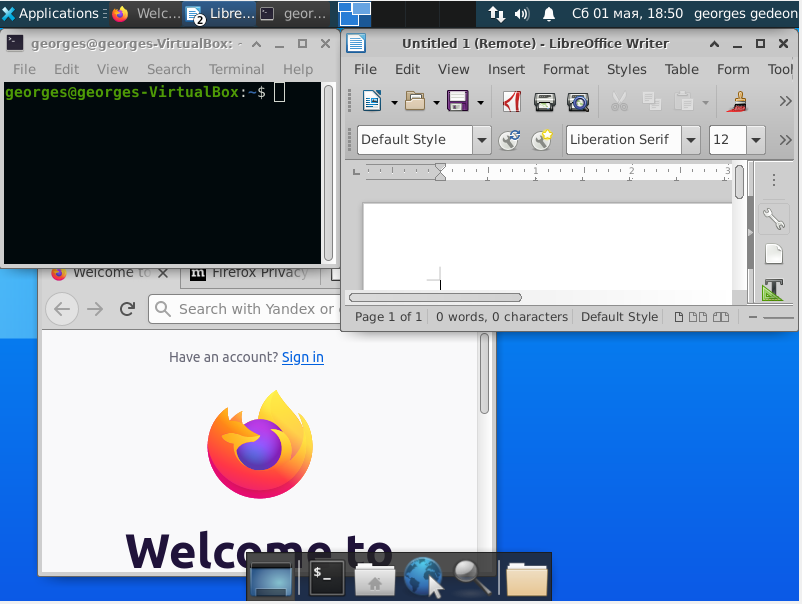 Applications
Welc...
2
Libre...
geor...
Сб 01 мая, 18:50
georges gedeon
georges@georges-VirtualBox: ~
File Edit View Search Terminal Help
georges@georges-VirtualBox:~$
Untitled 1 (Remote) - LibreOffice Writer
File Edit View Insert Format Styles Table Form Tool
Default Style
Liberation Serif
12
1 2 3
Page 1 of 1
0 words, 0 characters
Default Style
Welcome to
Firefox Privacy
Search with Yandex or
Have an account? Sign in
Welcome to
$ _